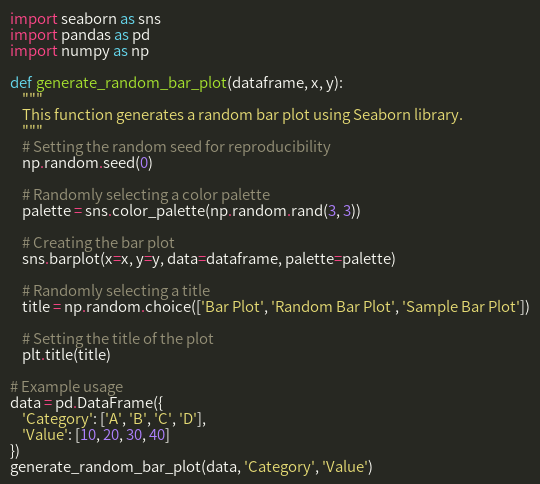 import seaborn as sns
import pandas as pd
import numpy as np

def generate_random_bar_plot(dataframe, x, y):
    """
    This function generates a random bar plot using Seaborn library.
    """
    # Setting the random seed for reproducibility
    np.random.seed(0)

    # Randomly selecting a color palette
    palette = sns.color_palette(np.random.rand(3, 3))

    # Creating the bar plot
    sns.barplot(x=x, y=y, data=dataframe, palette=palette)

    # Randomly selecting a title
    title = np.random.choice(['Bar Plot', 'Random Bar Plot', 'Sample Bar Plot'])

    # Setting the title of the plot
    plt.title(title)

# Example usage
data = pd.DataFrame({
    'Category': ['A', 'B', 'C', 'D'],
    'Value': [10, 20, 30, 40]
})
generate_random_bar_plot(data, 'Category', 'Value')